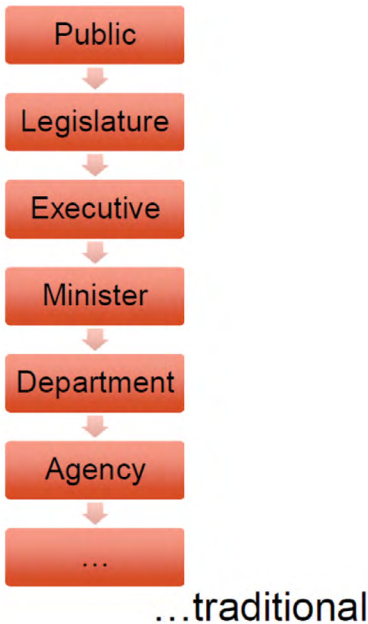 Public
Legislature
Executive
Minister
Department
Agency
...
...traditional